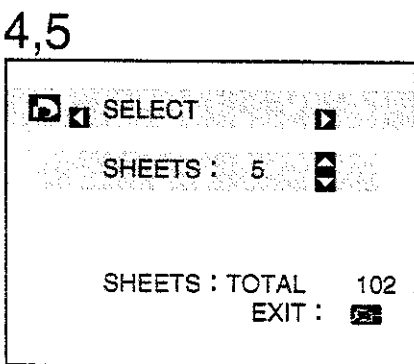 4,5
SELECT
SHEETS : 5
SHEETS : TOTAL 102
EXIT :